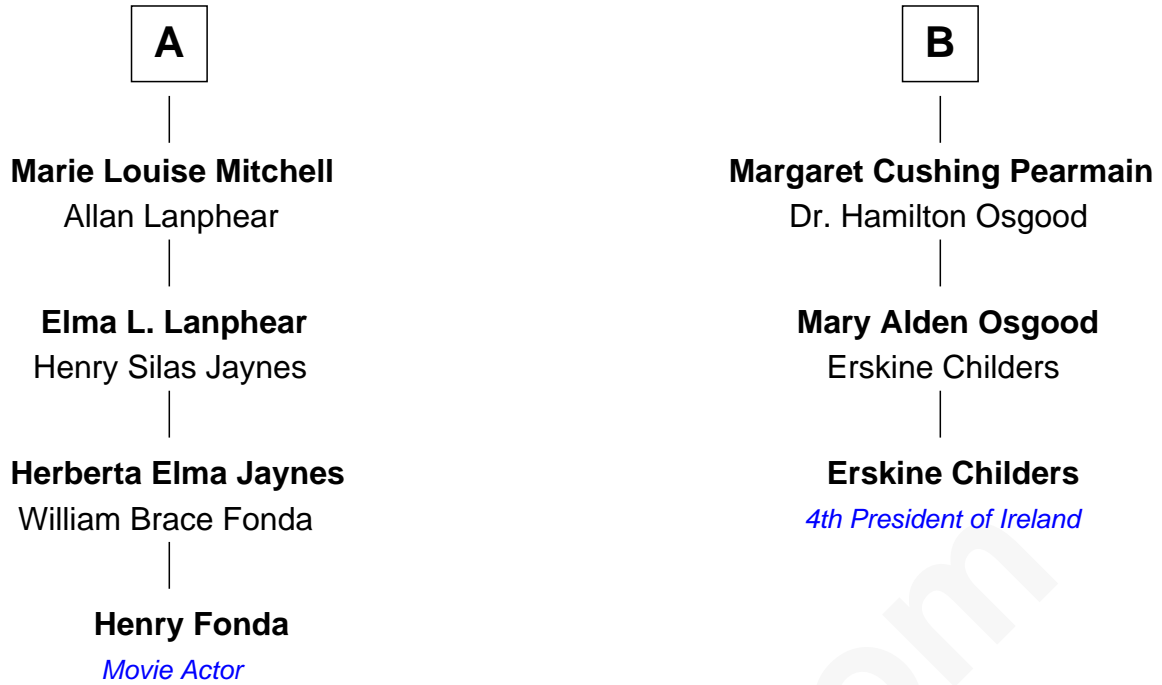 A
Marie Louise Mitchell
Allan Lanphear
Elma L. Lanphear
Henry Silas Jaynes
Herberta Elma Jaynes
William Brace Fonda
Henry Fonda
Movie Actor
B
Margaret Cushing Pearmain
Dr. Hamilton Osgood
Mary Alden Osgood
Erskine Childers
Erskine Childers
4th President of Ireland
om